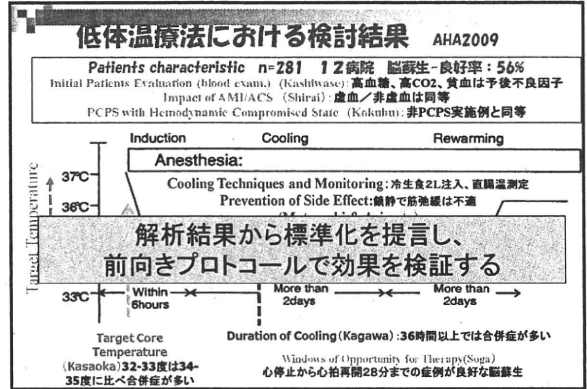 低体温療法における検討結果 AHA2009
Patients characteristic n=281 12病院 脳蘇生-良好率：56%
Initial Patients Evaluation (blood exam.) (Kashiwase): 高血糖、高CO2、貧血は予後不良因子
Impact of AMI/ACS (Shirai): 虚血／非虚血は同等
PCPS with Hemodynamic Compromised State (Kokubu): 非PCPS実施例と同等
Induction Cooling Rewarming
Anesthesia:
37℃
Cooling Techniques and Monitoring:冷生食2L注入、直腸温測定
36℃
Prevention of Side Effect:鎮静で筋弛緩は不適
Target Temperature
解析結果から標準化を提言し、
前向きプロトコールで効果を検証する
33℃
Within
6hours
More than
2days
More than
2days
Target Core
Temperature
(Kasaoka)32-33度は34-
35度に比べ合併症が多い
Duration of Cooling(Kagawa):36時間以上では合併症が多い
Windows of Opportunity for Therapy(Soga)
心停止から心拍再開28分までの症例が良好な脳蘇生